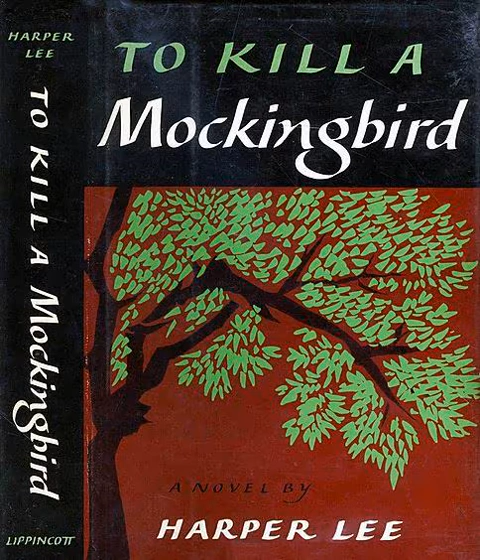 HARPER
LEE
TO KILL A Mockingbird
LIPPINCOTT
TO KILL A
Mockingbird
A NOVEL By
HARPER LEE